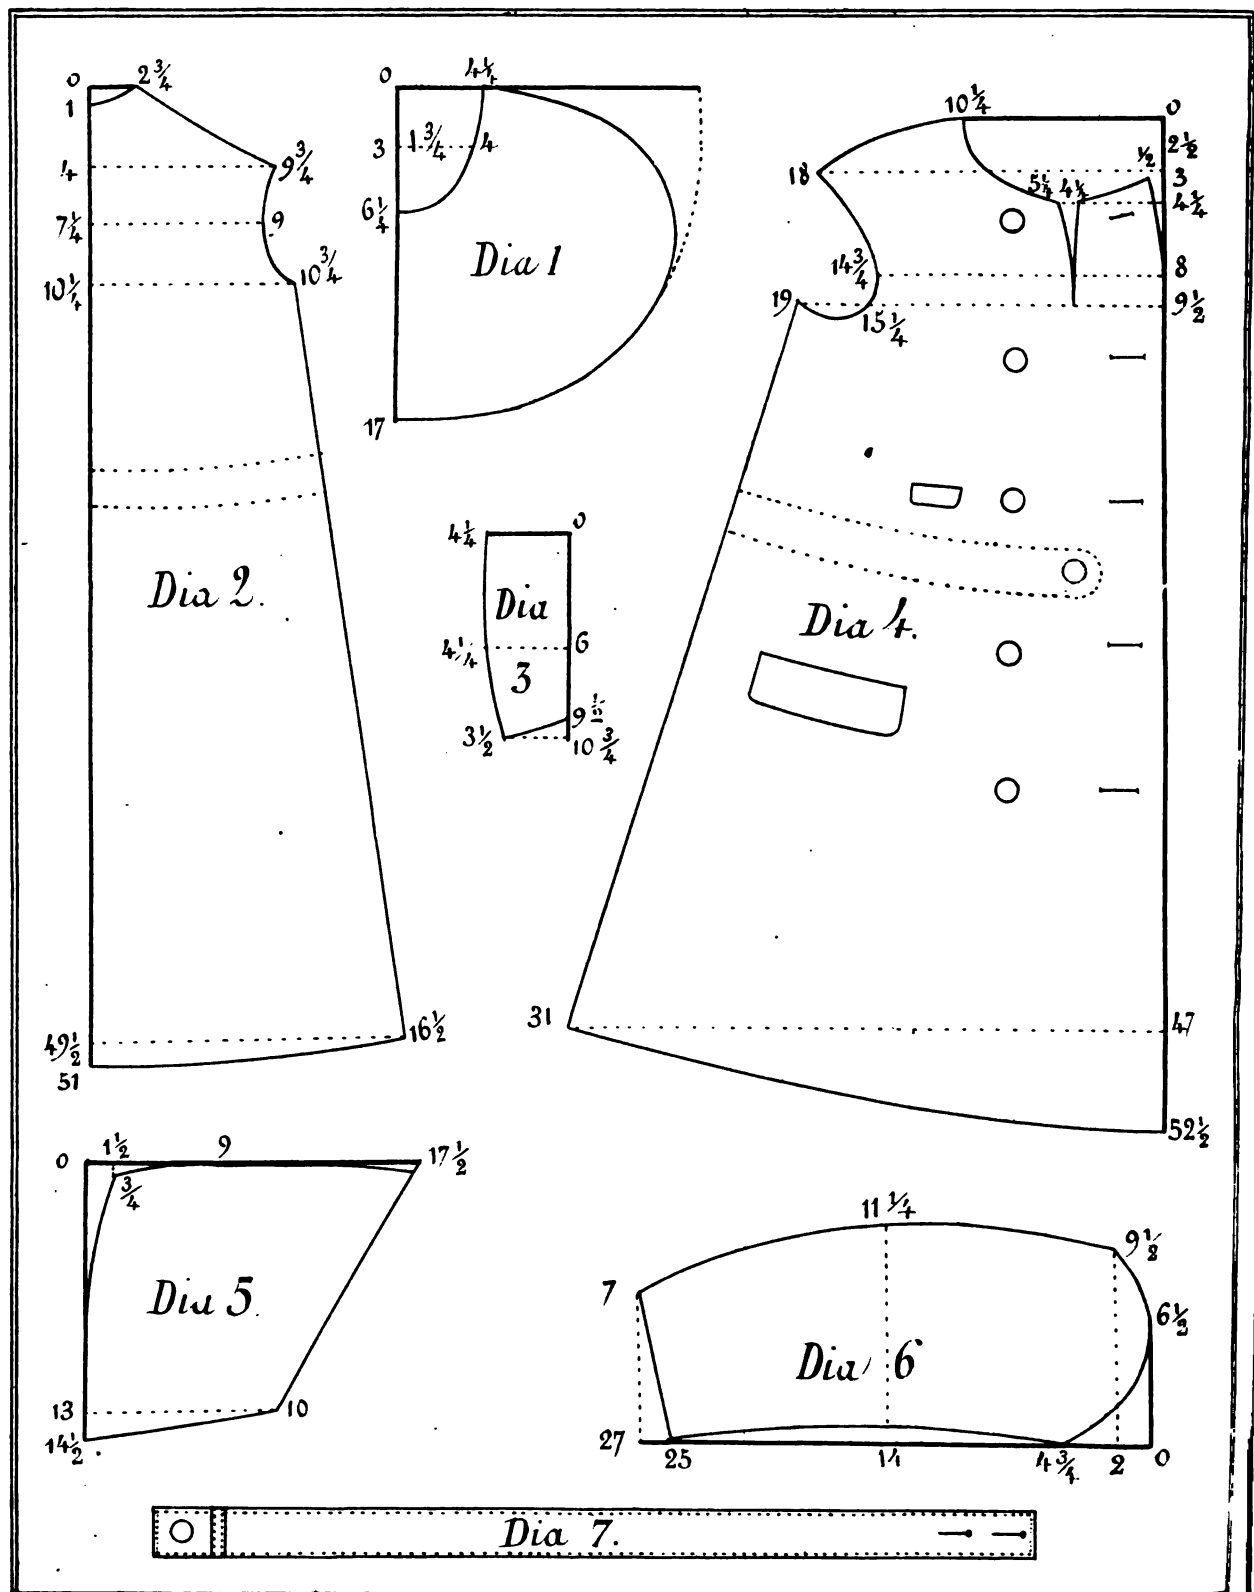 0 2 3/4
1
4 9 3/4
7 1/4 9
10 1/4 10 3/4
Dia 2.
49 1/2 16 1/2
51
0 4 1/4
3 1 3/4 4
6 1/4
Dia 1
17
4 1/4 0
Dia
4 1/4 6
3
9 1/2
3 1/2 10 3/4
10 1/4 0
2 1/2
1/2
18 3
5 1/4 4 1/2 4 1/4
14 3/4 8
19 9 1/2
15 1/4
Dia 4.
31 47
52 1/2
0 1 1/2 9 17 1/2
3/4
Dia 5.
13 10
14 1/2
11 1/4
9 1/2
7
6 1/2
Dia 6
27 25 14 4 3/4 2 0
Dia 7.